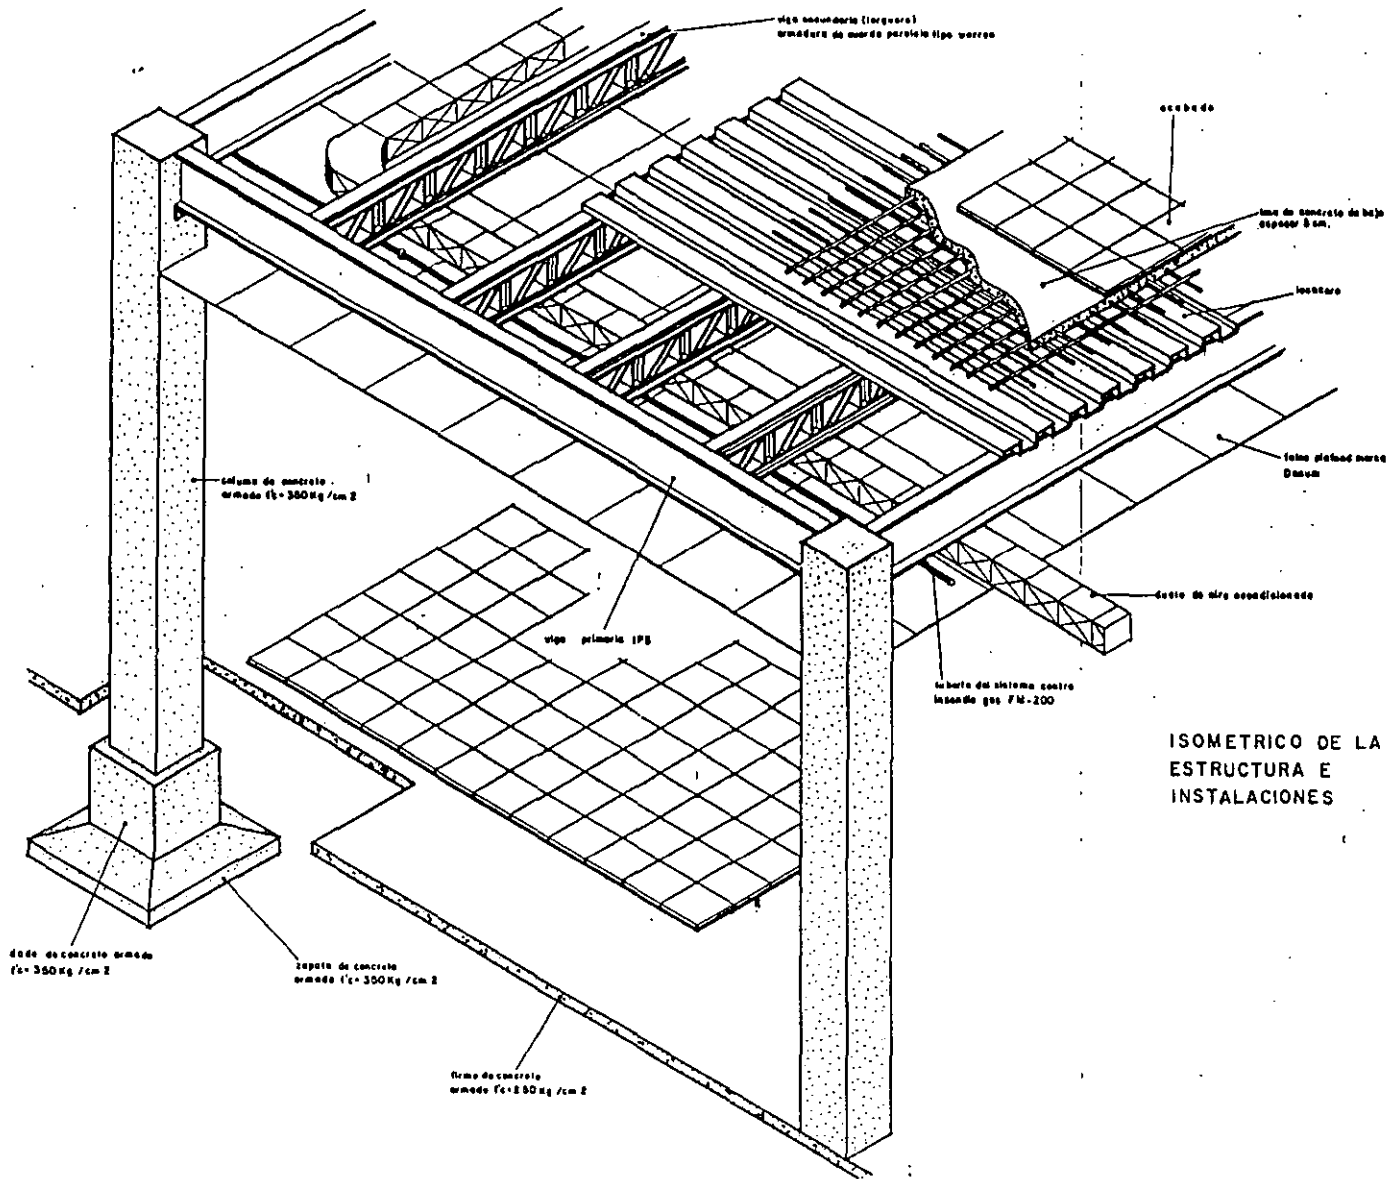 viga secundaria (larguero)
armadura de cuerda paralela tipo warren
acabado
losa de concreto de bajo
espesor 8 cm.
losacero
falso plafond marca
Donum
columa de concreto
armado f'c= 350 Kg/cm 2
ducto de aire acondicionado
viga primaria IPS
tuberia del sistema contra
incendio gas FM-200
ISOMETRICO DE LA
ESTRUCTURA E
INSTALACIONES
dado de concreto armado
f'c= 350 Kg/cm 2
zapata de concreto
armado f'c= 350 Kg/cm 2
firme de concreto
armado f'c= 250 Kg/cm 2